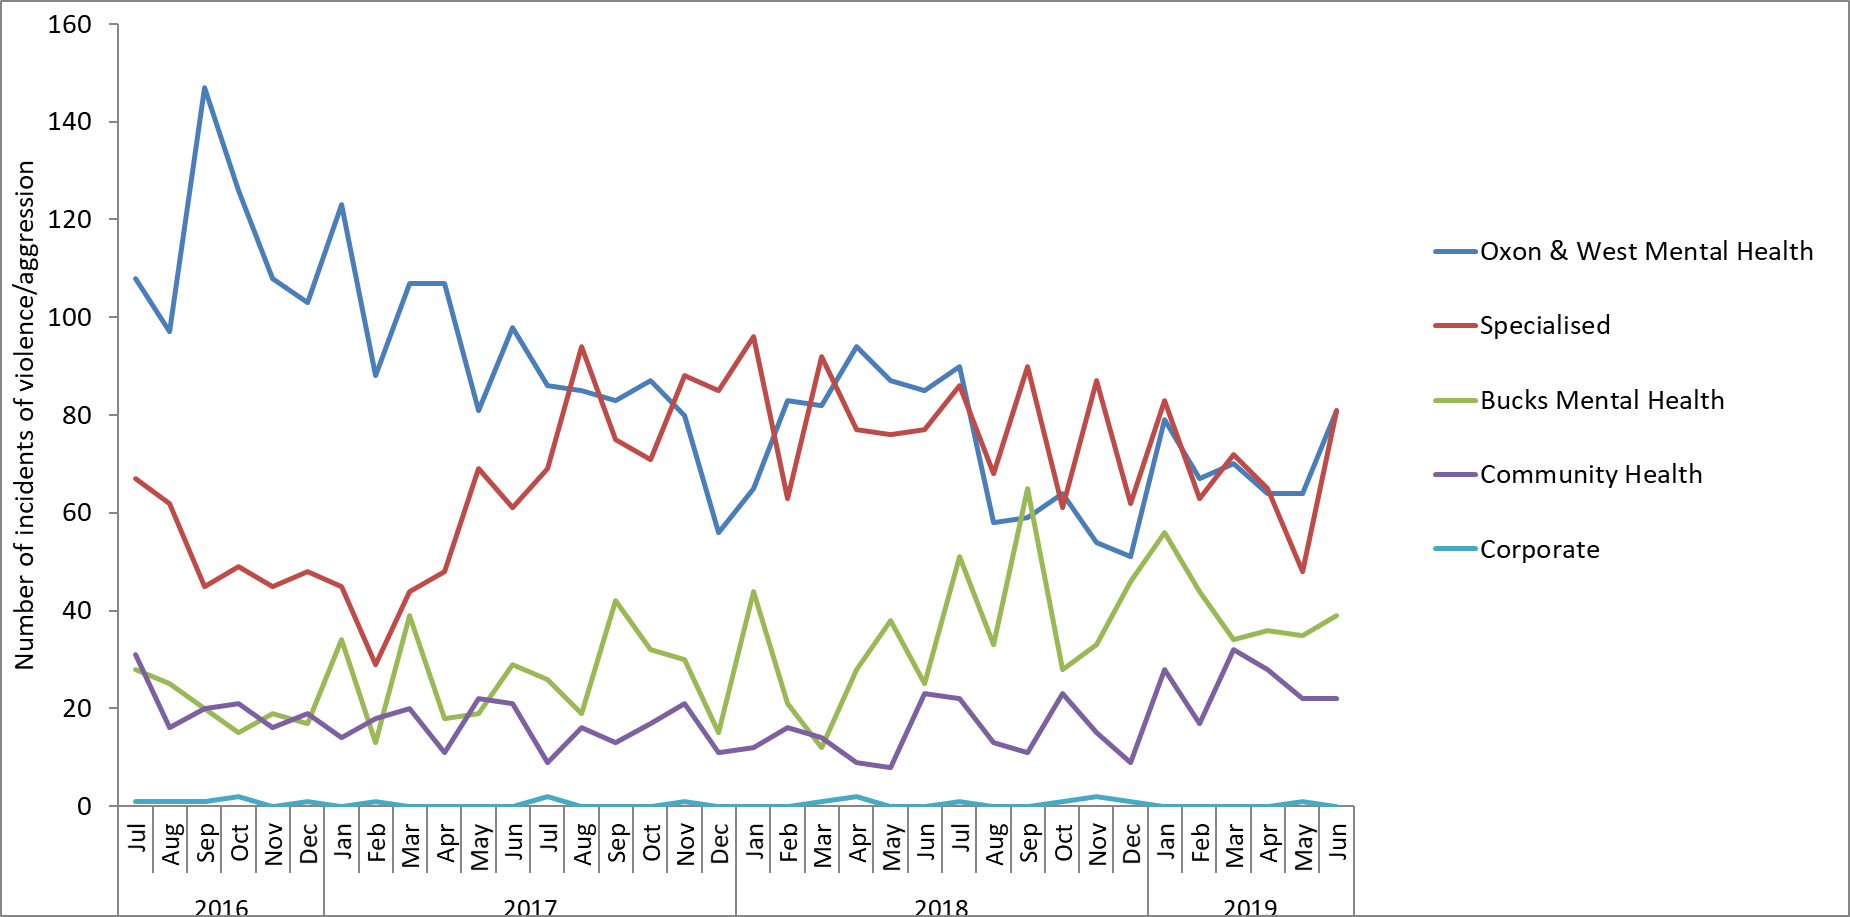 Number of incidents of violence/aggression
160
140
120
100
80
60
40
20
0
Jul Aug Sep Oct Nov Dec Jan Feb Mar Apr May Jun Jul Aug Sep Oct Nov Dec Jan Feb Mar Apr May Jun Jul Aug Sep Oct Nov Dec Jan Feb Mar Apr May Jun
2016 2017 2018 2019
Oxon & West Mental Health
Specialised
Bucks Mental Health
Community Health
Corporate